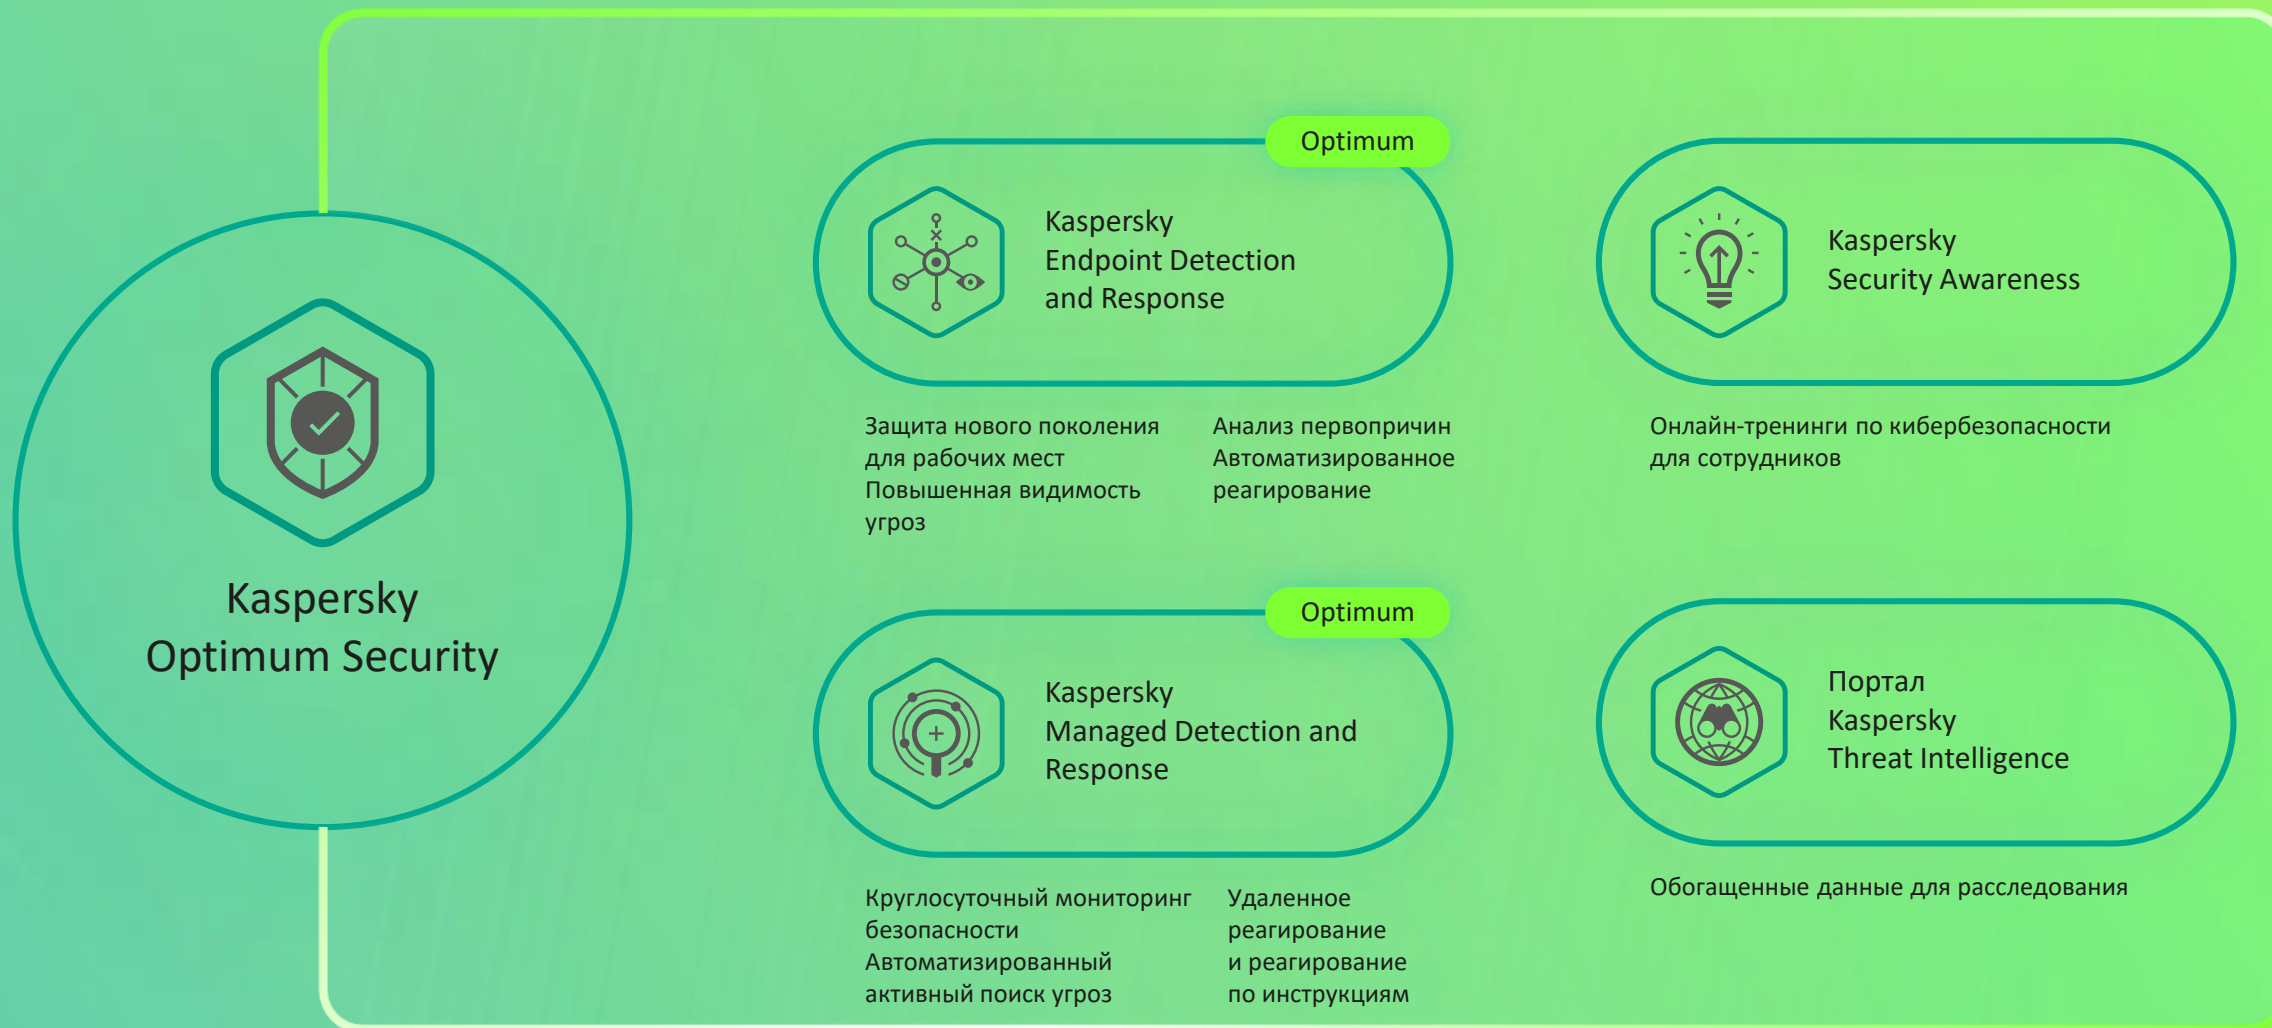 Kaspersky
Optimum Security
Optimum
Kaspersky
Endpoint Detection
and Response
Защита нового поколения
для рабочих мест
Повышенная видимость
угроз
Анализ первопричин
Автоматизированное
реагирование
Kaspersky
Security Awareness
Онлайн-тренинги по кибербезопасности
для сотрудников
Optimum
Kaspersky
Managed Detection and
Response
Круглосуточный мониторинг
безопасности
Автоматизированный
активный поиск угроз
Удаленное
реагирование
и реагирование
по инструкциям
Портал
Kaspersky
Threat Intelligence
Обогащенные данные для расследования